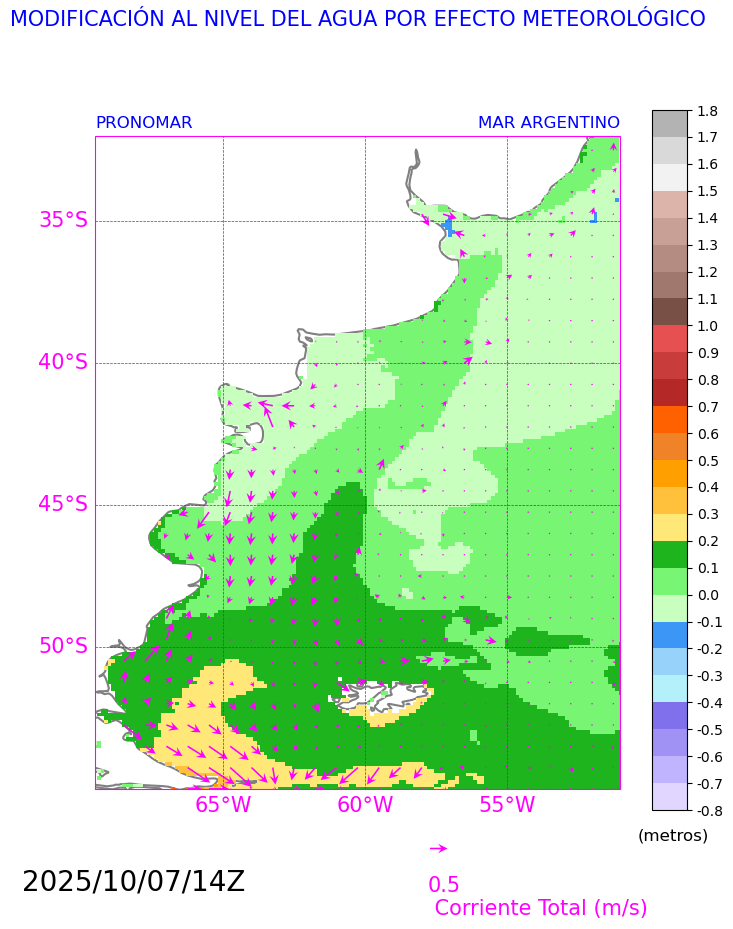 MODIFICACIÓN AL NIVEL DEL AGUA POR EFECTO METEOROLÓGICO
PRONOMAR
MAR ARGENTINO
35°S
40°S
45°S
50°S
65°W
60°W
55°W
1.8
1.7
1.6
1.5
1.4
1.3
1.2
1.1
1.0
0.9
0.8
0.7
0.6
0.5
0.4
0.3
0.2
0.1
0.0
-0.1
-0.2
-0.3
-0.4
-0.5
-0.6
-0.7
-0.8
(metros)
0.5
Corriente Total (m/s)
2025/10/07/14Z